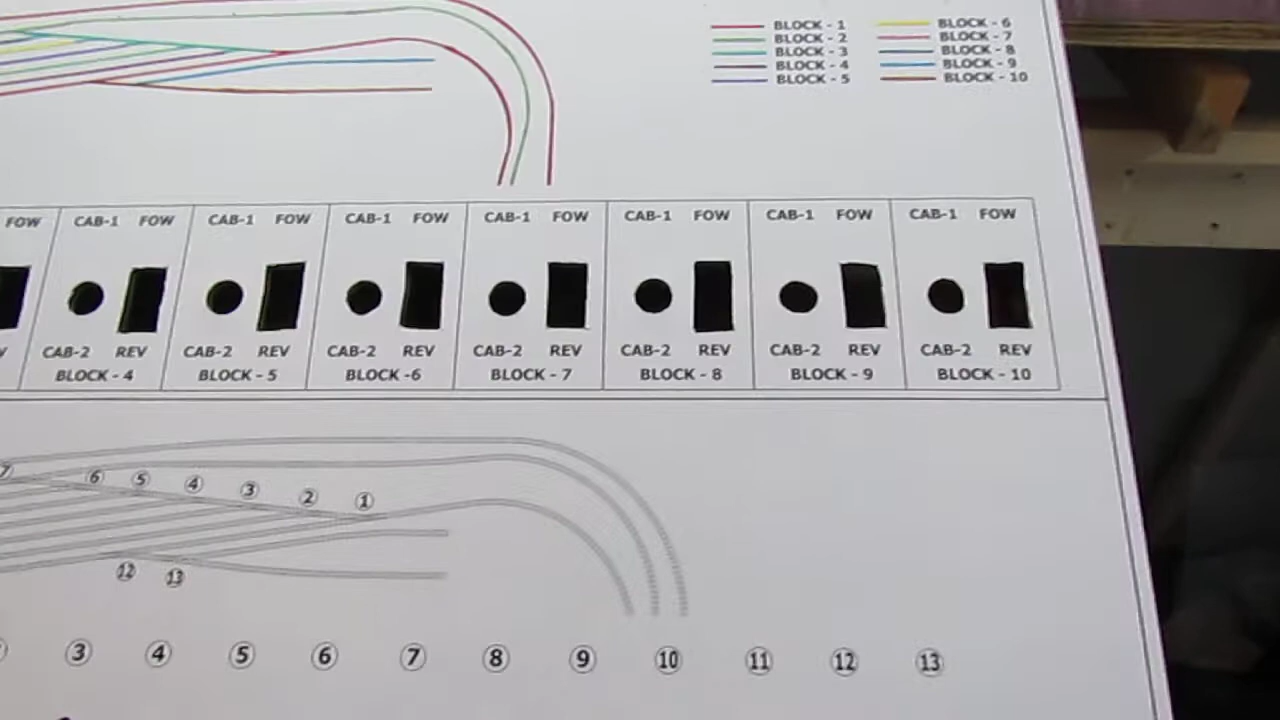 BLOCK - 1 BLOCK - 6
BLOCK - 2 BLOCK - 7
BLOCK - 3 BLOCK - 8
BLOCK - 4 BLOCK - 9
BLOCK - 5 BLOCK - 10
FOW CAB-1 FOW CAB-1 FOW CAB-1 FOW CAB-1 FOW CAB-1 FOW CAB-1 FOW CAB-1 FOW
CAB-2 REV CAB-2 REV CAB-2 REV CAB-2 REV CAB-2 REV CAB-2 REV CAB-2 REV
BLOCK - 4 BLOCK - 5 BLOCK -6 BLOCK - 7 BLOCK - 8 BLOCK - 9 BLOCK - 10
7 6 5 4 3 2 1
12 13
3 4 5 6 7 8 9 10 11 12 13